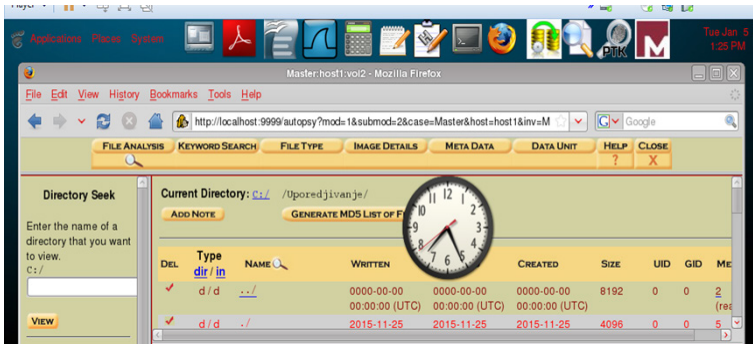 Player
Applications Places System
PTK
Tue Jan 5
1:25 PM
Master:host1:vol2 - Mozilla Firefox
File Edit View History Bookmarks Tools Help
http://localhost:9999/autopsy?mod=1&submod=2&case=Master&host=host1&inv=M
Google
FILE ANALYSIS KEYWORD SEARCH FILE TYPE IMAGE DETAILS META DATA DATA UNIT HELP CLOSE
? X
Directory Seek
Enter the name of a
directory that you want
to view.
C:/
VIEW
Current Directory: C:/ /Uporedjivanje/
ADD NOTE GENERATE MD5 LIST OF
11 12 1
10 2
9 3
8 4
7 6 5
DEL Type NAME WRITTEN CREATED SIZE UID GID ME
dir / in
d / d ../ 0000-00-00 0000-00-00 0000-00-00 8192 0 0 2
00:00:00 (UTC) 00:00:00 (UTC) 00:00:00 (UTC) (rea
d / d ./ 2015-11-25 2015-11-25 2015-11-25 4096 0 0 5